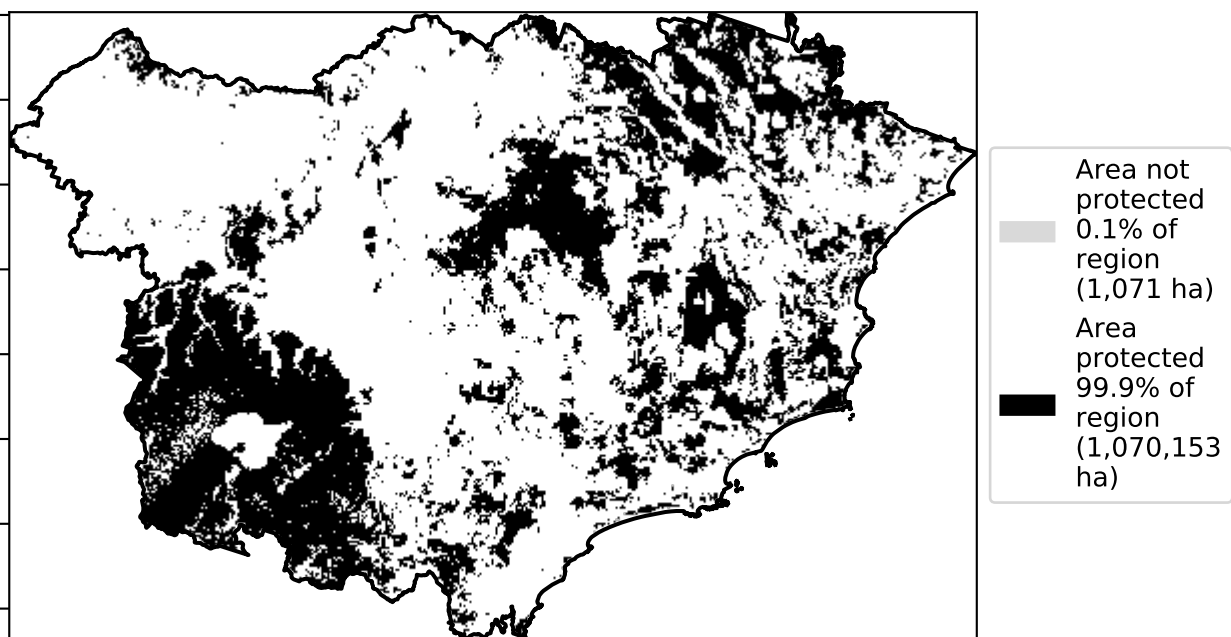 Area not
protected
0.1% of
region
(1,071 ha)
Area
protected
99.9% of
region
(1,070,153
ha)